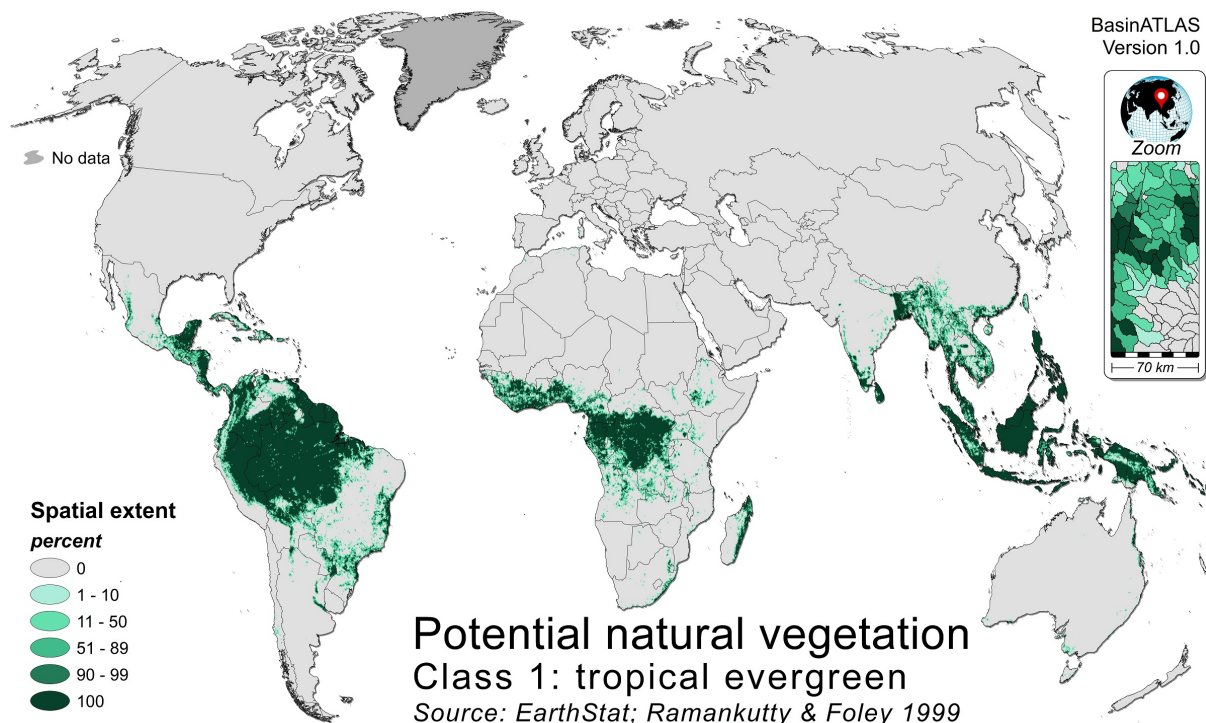 BasinATLAS
Version 1.0
Zoom
70 km
No data
Spatial extent
percent
0
1 - 10
11 - 50
51 - 89
90 - 99
100
Potential natural vegetation
Class 1: tropical evergreen
Source: EarthStat; Ramankutty & Foley 1999